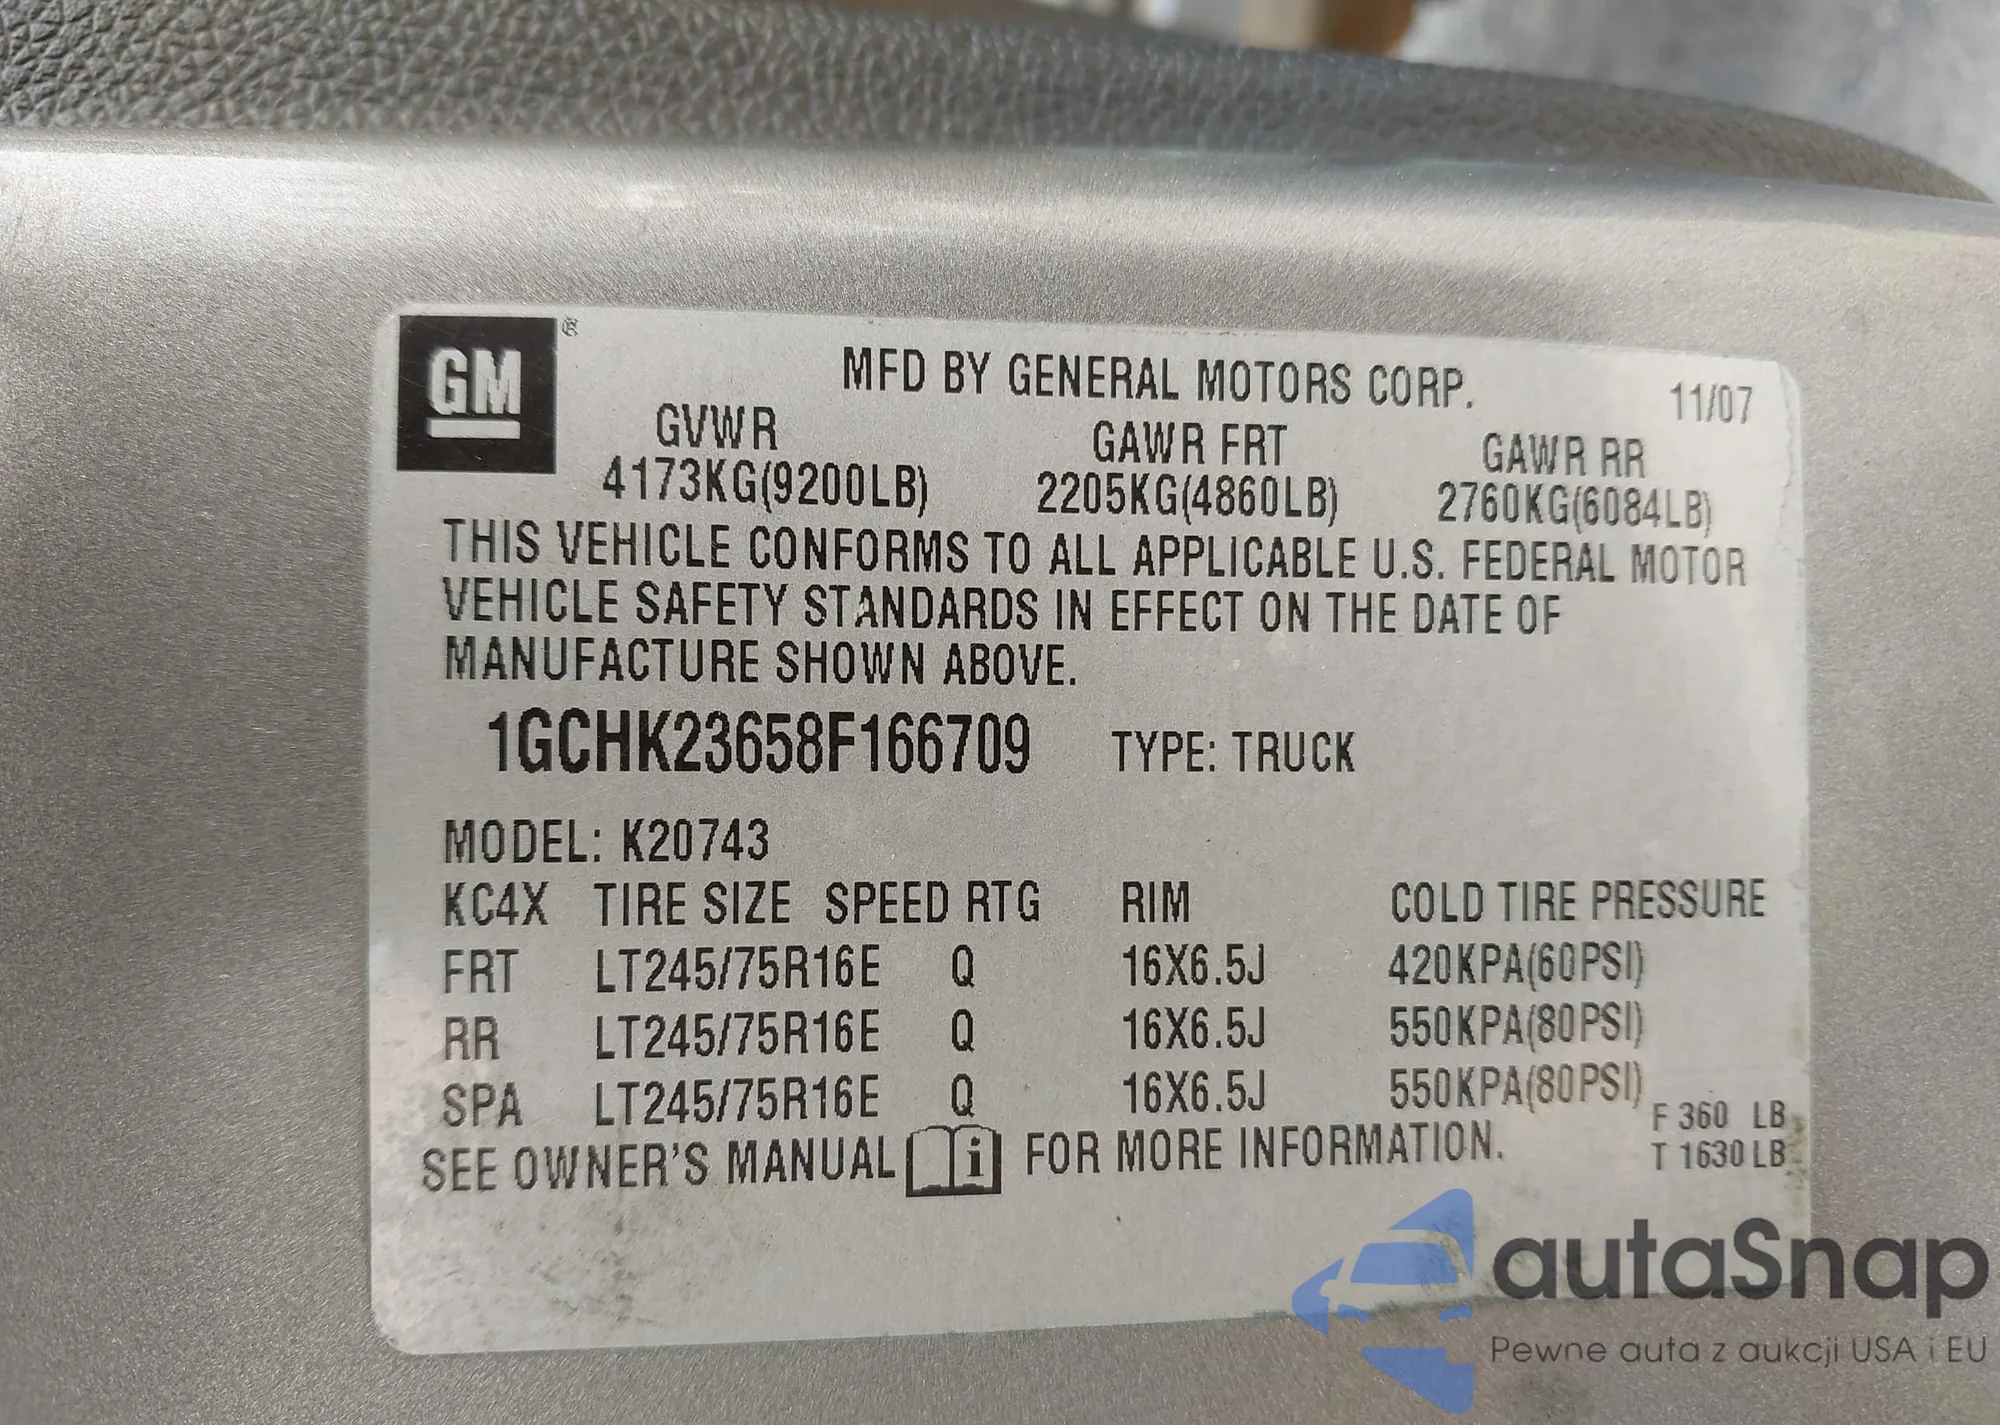 GM
MFD BY GENERAL MOTORS CORP. 11/07
GVWR GAWR FRT GAWR RR
4173KG(9200LB) 2205KG(4860LB) 2760KG(6084LB)
THIS VEHICLE CONFORMS TO ALL APPLICABLE U.S. FEDERAL MOTOR
VEHICLE SAFETY STANDARDS IN EFFECT ON THE DATE OF
MANUFACTURE SHOWN ABOVE.
1GCHK23658F166709 TYPE: TRUCK
MODEL: K20743
KC4X TIRE SIZE SPEED RTG RIM COLD TIRE PRESSURE
FRT LT245/75R16E Q 16X6.5J 420KPA(60PSI)
RR LT245/75R16E Q 16X6.5J 550KPA(80PSI)
SPA LT245/75R16E Q 16X6.5J 550KPA(80PSI)
F 360 LB
SEE OWNER'S MANUAL i FOR MORE INFORMATION. T 1630 LB
autaSnap
Pewne auta z aukcji USA i EU